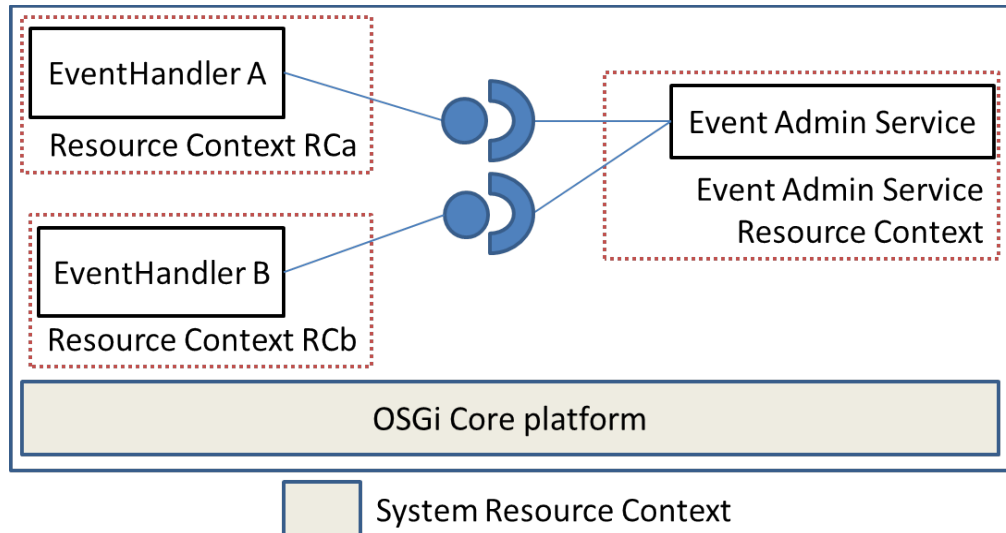 EventHandler A
Resource Context RCa
Event Admin Service
Event Admin Service
Resource Context
EventHandler B
Resource Context RCb
OSGi Core platform
System Resource Context